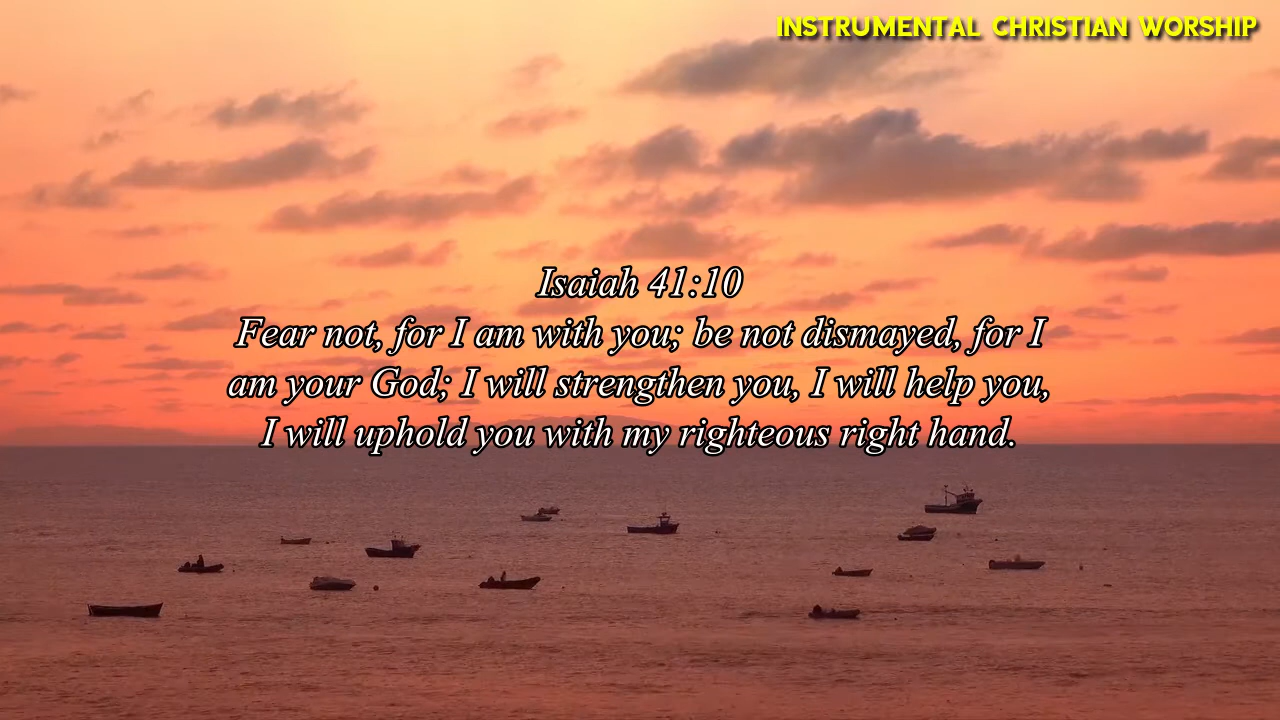 INSTRUMENTAL CHRISTIAN WORSHIP
Isaiah 41:10
Fear not, for I am with you; be not dismayed, for I
am your God; I will strengthen you, I will help you,
I will uphold you with my righteous right hand.